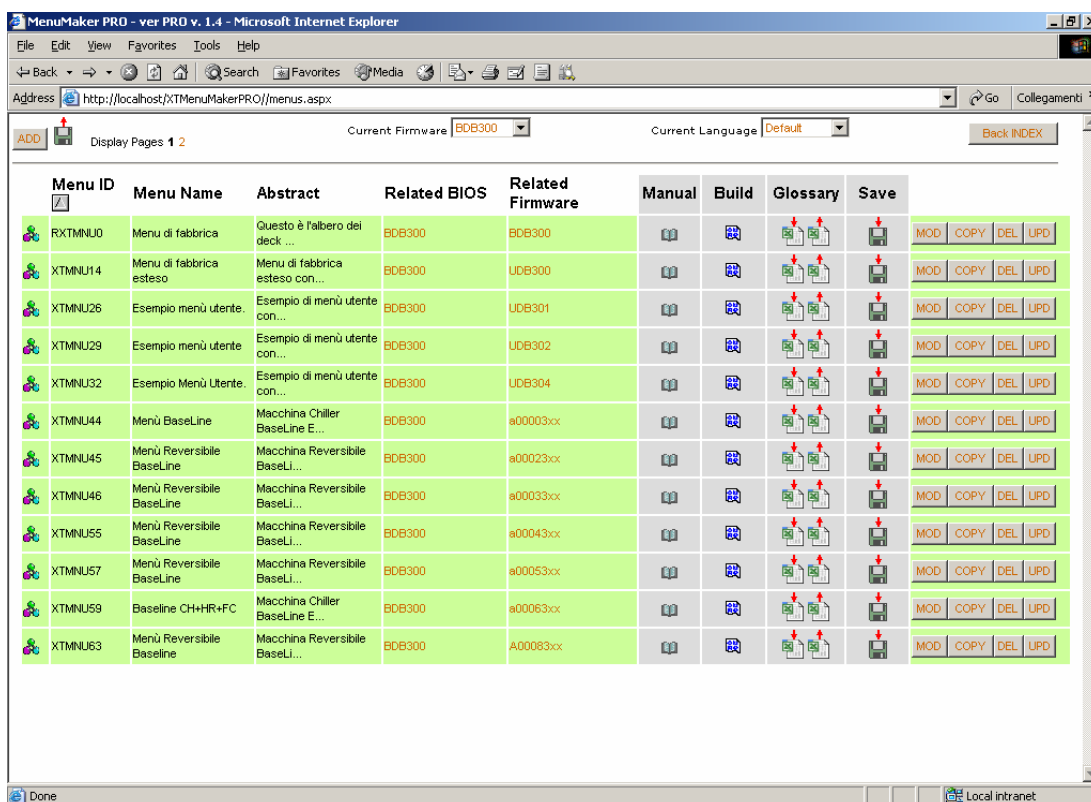 MenuMaker PRO - ver PRO v. 1.4 - Microsoft Internet Explorer
File Edit View Favorites Tools Help
Back Search Favorites Media
Address http://localhost/XTMenuMakerPRO//menus.aspx Go Collegamenti
ADD Display Pages 1 2 Current Firmware BDB300 Current Language Default Back INDEX
Menu ID Menu Name Abstract Related BIOS Related Firmware Manual Build Glossary Save
RXTMNU0 Menu di fabbrica Questo è l'albero dei deck ... BDB300 BDB300 MOD COPY DEL UPD
XTMNU14 Menu di fabbrica esteso Menu di fabbrica esteso con... BDB300 UDB300 MOD COPY DEL UPD
XTMNU26 Esempio menù utente. Esempio di menù utente con... BDB300 UDB301 MOD COPY DEL UPD
XTMNU29 Esempio menù utente Esempio di menù utente con... BDB300 UDB302 MOD COPY DEL UPD
XTMNU32 Esempio Menù Utente. Esempio di menù utente con... BDB300 UDB304 MOD COPY DEL UPD
XTMNU44 Menù BaseLine Macchina Chiller BaseLine E... BDB300 a00003xx MOD COPY DEL UPD
XTMNU45 Menù Reversibile BaseLine Macchina Reversibile BaseLi... BDB300 a00023xx MOD COPY DEL UPD
XTMNU46 Menù Reversibile BaseLine Macchina Reversibile BaseLi... BDB300 a00033xx MOD COPY DEL UPD
XTMNU55 Menù Reversibile BaseLine Macchina Reversibile BaseLi... BDB300 a00043xx MOD COPY DEL UPD
XTMNU57 Menù Reversibile BaseLine Macchina Reversibile BaseLi... BDB300 a00053xx MOD COPY DEL UPD
XTMNU59 Baseline CH+HR+FC Macchina Chiller BaseLine E... BDB300 a00063xx MOD COPY DEL UPD
XTMNU63 Menù Reversibile Baseline Macchina Reversibile BaseLi... BDB300 A00083xx MOD COPY DEL UPD
Done Local intranet